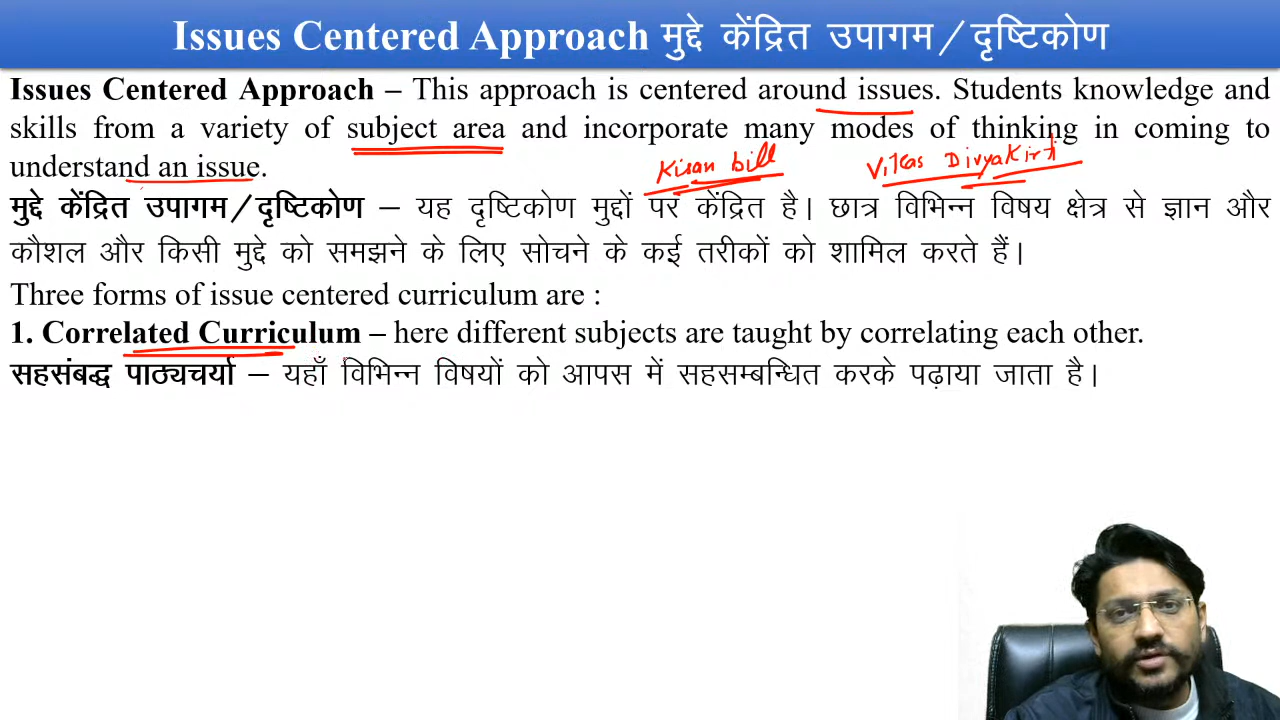 Issues Centered Approach मुद्दे केंद्रित उपागम/दृष्टिकोण
Issues Centered Approach – This approach is centered around issues. Students knowledge and
skills from a variety of subject area and incorporate many modes of thinking in coming to
understand an issue.
Kisan bill Vikas Divyakirti
मुद्दे केंद्रित उपागम/दृष्टिकोण – यह दृष्टिकोण मुद्दों पर केंद्रित है। छात्र विभिन्न विषय क्षेत्र से ज्ञान और
कौशल और किसी मुद्दे को समझने के लिए सोचने के कई तरीकों को शामिल करते हैं।
Three forms of issue centered curriculum are :
1. Correlated Curriculum – here different subjects are taught by correlating each other.
सहसंबद्ध पाठ्यचर्या – यहाँ विभिन्न विषयों को आपस में सहसम्बन्धित करके पढ़ाया जाता है।